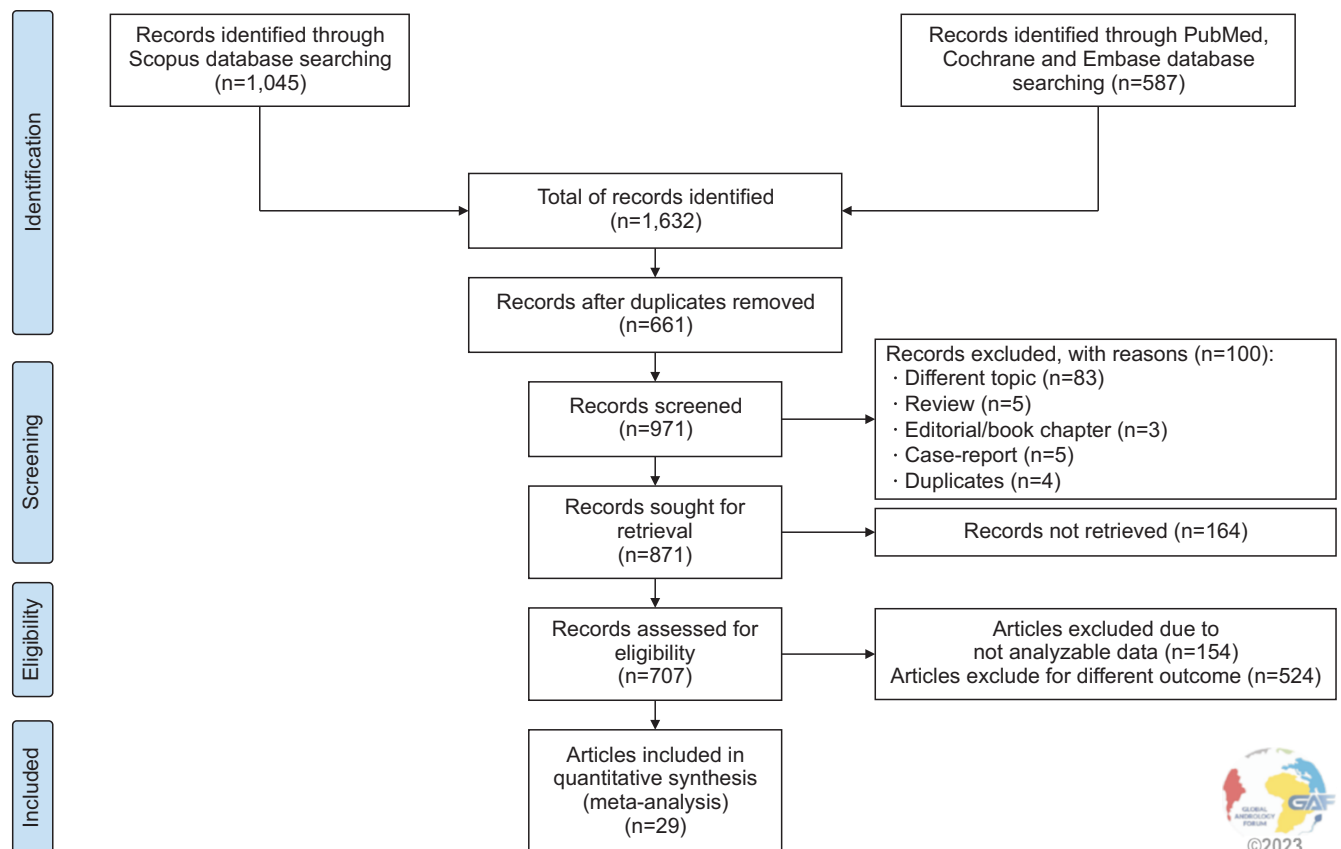 Identification
Records identified through
Scopus database searching
(n=1,045)
Records identified through PubMed,
Cochrane and Embase database
searching (n=587)
Total of records identified
(n=1,632)
Records after duplicates removed
(n=661)
Screening
Records screened
(n=971)
Records excluded, with reasons (n=100):
· Different topic (n=83)
· Review (n=5)
· Editorial/book chapter (n=3)
· Case-report (n=5)
· Duplicates (n=4)
Records sought for
retrieval
(n=871)
Records not retrieved (n=164)
Eligibility
Records assessed for
eligibility
(n=707)
Articles excluded due to
not analyzable data (n=154)
Articles exclude for different outcome (n=524)
Included
Articles included in
quantitative synthesis
(meta-analysis)
(n=29)
GLOBAL
ANDROLOGY
FORUM
GAF
©2023